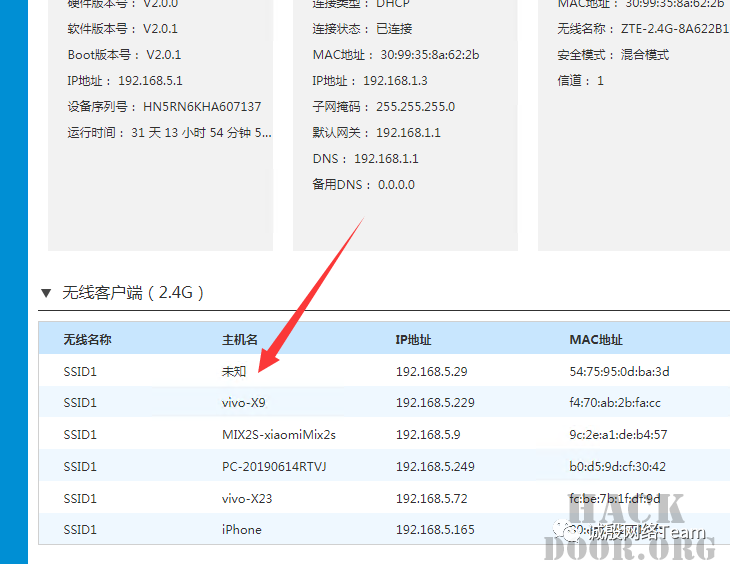 硬件版本号： V2.0.0
软件版本号： V2.0.1
Boot版本号： V2.0.1
IP地址： 192.168.5.1
设备序列号： HN5RN6KHA607137
运行时间： 31 天 13 小时 54 分钟 5...
连接类型： DHCP
连接状态： 已连接
MAC地址： 30:99:35:8a:62:2b
IP地址： 192.168.1.3
子网掩码： 255.255.255.0
默认网关： 192.168.1.1
DNS： 192.168.1.1
备用DNS： 0.0.0.0
MAC地址： 30:99:35:8a:62:2b
无线名称： ZTE-2.4G-8A622B1
安全模式： 混合模式
信道： 1
▼ 无线客户端（2.4G）
无线名称 主机名 IP地址 MAC地址
SSID1 未知 192.168.5.29 54:75:95:0d:ba:3d
SSID1 vivo-X9 192.168.5.229 f4:70:ab:2b:fa:cc
SSID1 MIX2S-xiaomiMix2s 192.168.5.9 9c:2e:a1:de:b4:57
SSID1 PC-20190614RTVJ 192.168.5.249 b0:d5:9d:cf:30:42
SSID1 vivo-X23 192.168.5.72 fc:be:7b:1f:df:9d
SSID1 iPhone 192.168.5.165
HACK
诚殷网络Team
DOOR.ORG